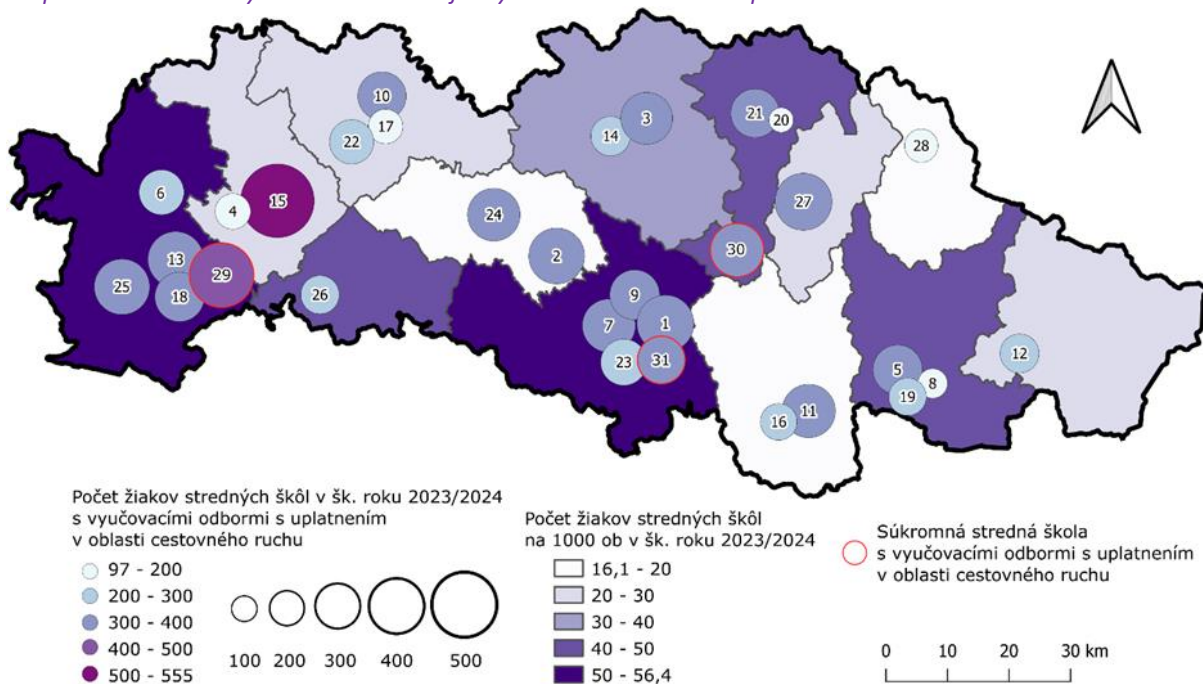 10
17
22
14
3
21
20
28
6
4
15
24
27
2
30
13
29
25
18
26
9
7
1
23
31
5
8
19
12
11
16
Počet žiakov stredných škôl v šk. roku 2023/2024
s vyučovacími odbormi s uplatnením
v oblasti cestovného ruchu
97 - 200
200 - 300
300 - 400
400 - 500
500 - 555
100 200 300 400 500
Počet žiakov stredných škôl
na 1000 ob v šk. roku 2023/2024
16,1 - 20
20 - 30
30 - 40
40 - 50
50 - 56,4
Súkromná stredná škola
s vyučovacími odbormi s uplatnením
v oblasti cestovného ruchu
0 10 20 30 km